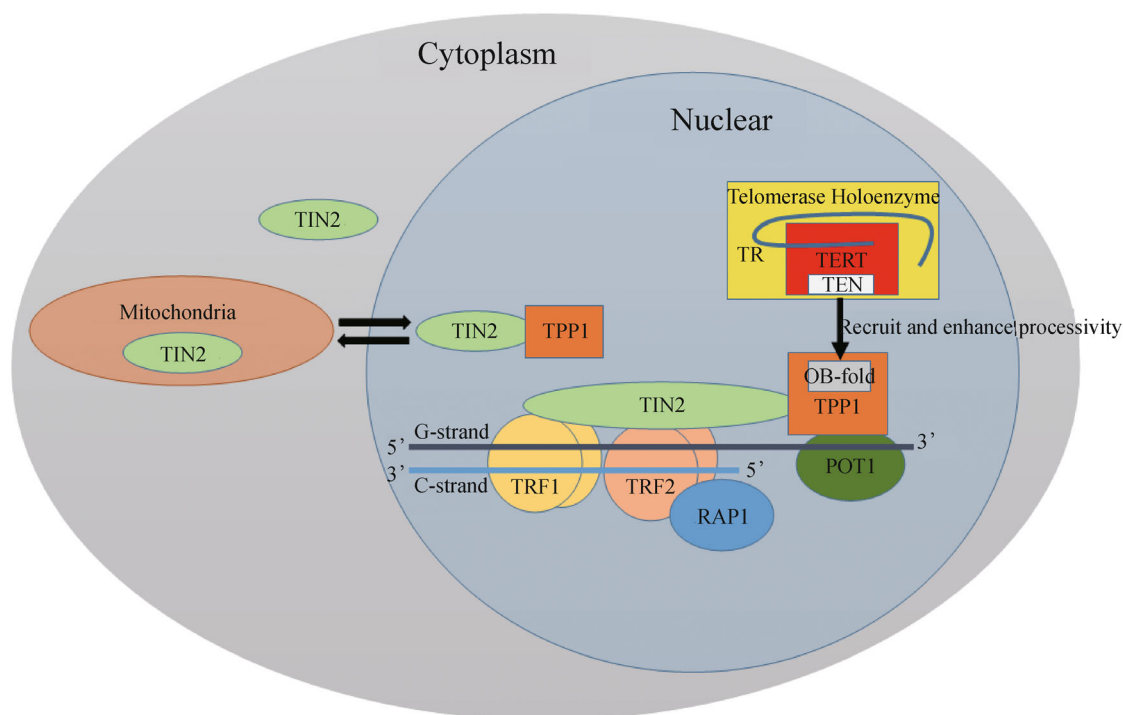 Cytoplasm
Nuclear
Telomerase Holoenzyme
TR
TERT
TEN
TIN2
Mitochondria
TIN2
TIN2
TPP1
Recruit and enhance processivity
OB-fold
TPP1
TIN2
5’
G-strand
3’
3’
C-strand
5’
TRF1
TRF2
POT1
RAP1